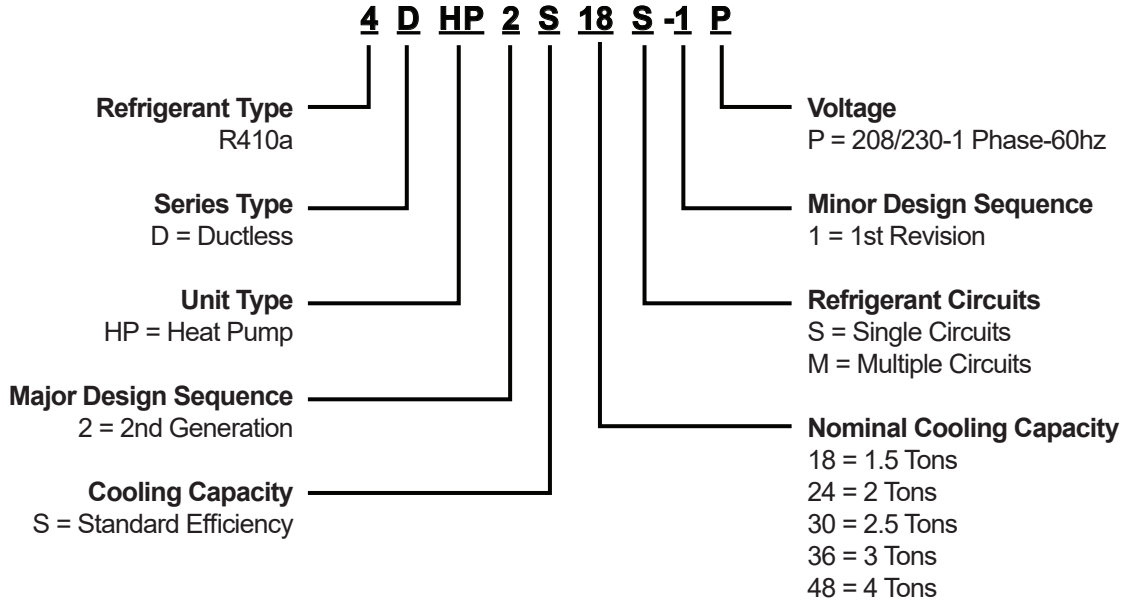 4 D HP 2 S 18 S -1 P
Refrigerant Type
R410a
Series Type
D = Ductless
Unit Type
HP = Heat Pump
Major Design Sequence
2 = 2nd Generation
Cooling Capacity
S = Standard Efficiency
Voltage
P = 208/230-1 Phase-60hz
Minor Design Sequence
1 = 1st Revision
Refrigerant Circuits
S = Single Circuits
M = Multiple Circuits
Nominal Cooling Capacity
18 = 1.5 Tons
24 = 2 Tons
30 = 2.5 Tons
36 = 3 Tons
48 = 4 Tons